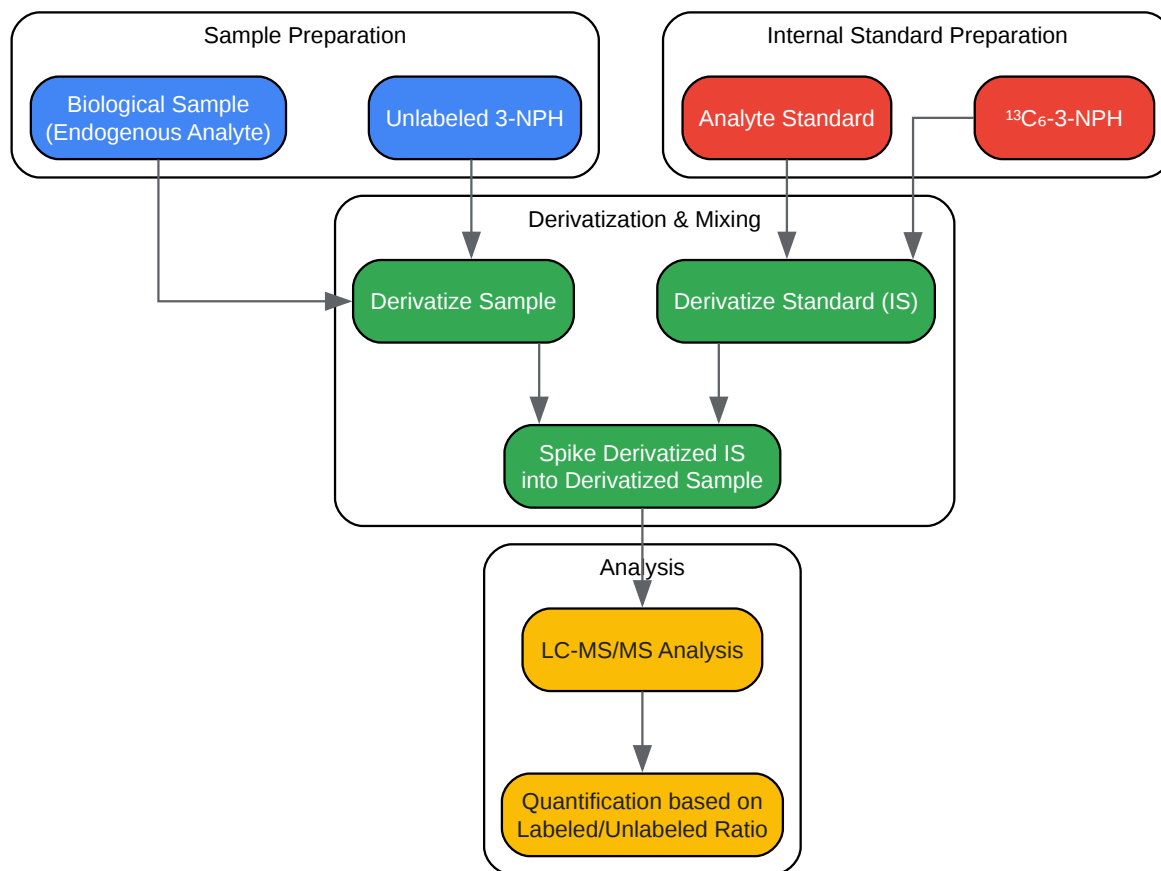 Sample Preparation
Internal Standard Preparation
Biological Sample
(Endogenous Analyte)
Unlabeled 3-NPH
Analyte Standard
¹³C₆-3-NPH
Derivatization & Mixing
Derivatize Sample
Derivatize Standard (IS)
Spike Derivatized IS
into Derivatized Sample
Analysis
LC-MS/MS Analysis
Quantification based on
Labeled/Unlabeled Ratio